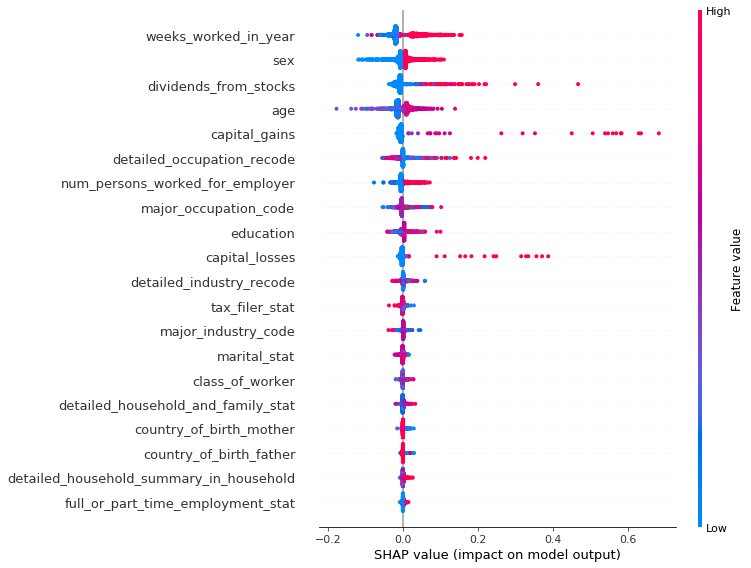 High
weeks_worked_in_year
sex
dividends_from_stocks
age
capital_gains
detailed_occupation_recode
num_persons_worked_for_employer
major_occupation_code
education
capital_losses
detailed_industry_recode
tax_filer_stat
major_industry_code
marital_stat
class_of_worker
detailed_household_and_family_stat
country_of_birth_mother
country_of_birth_father
detailed_household_summary_in_household
full_or_part_time_employment_stat
Feature value
Low
−0.2 0.0 0.2 0.4 0.6
SHAP value (impact on model output)